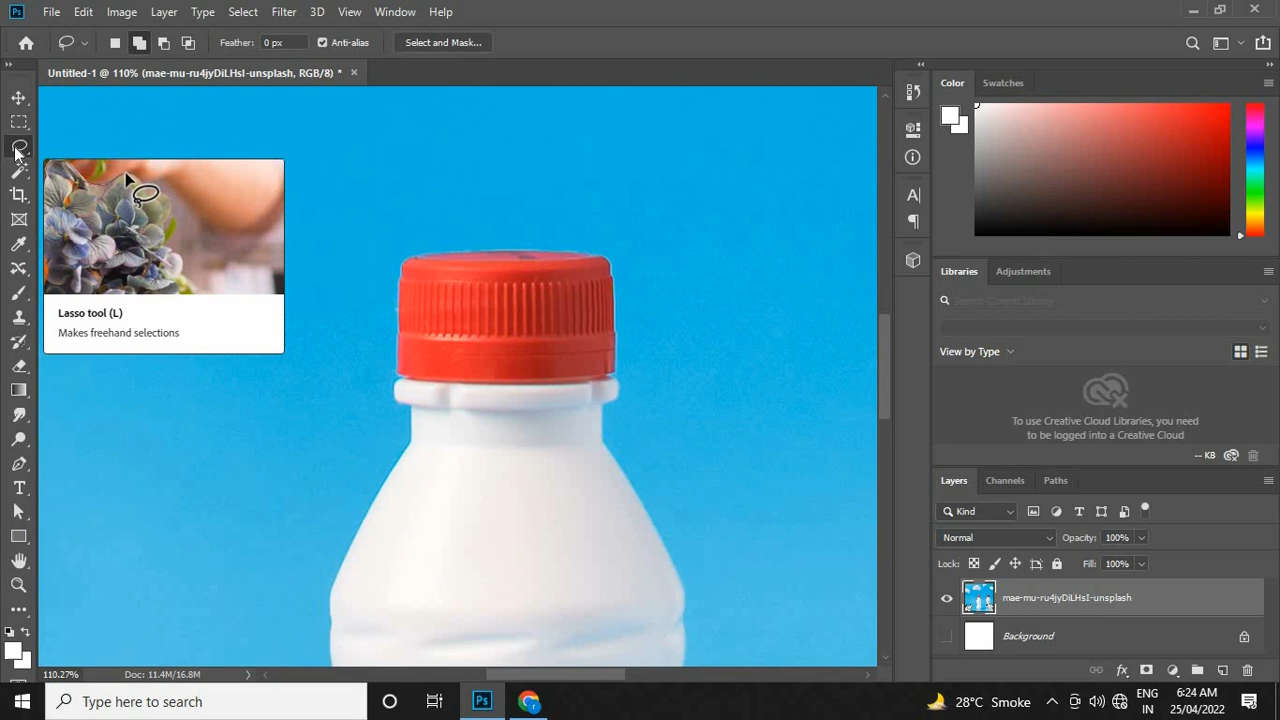 Ps File Edit Image Layer Type Select Filter 3D View Window Help
Feather: 0 px Anti-alias Select and Mask...
Untitled-1 @ 110% (mae-mu-ru4jyDiLHsI-unsplash, RGB/8) *
Color Swatches
Lasso tool (L)
Makes freehand selections
Libraries Adjustments
Search Current Library
View by Type
To use Creative Cloud Libraries, you need
to be logged into a Creative Cloud
-- KB
Layers Channels Paths
Kind
Normal Opacity: 100%
Lock: Fill: 100%
mae-mu-ru4jyDiLHsI-unsplash
Background
110.27% Doc: 11.4M/16.8M
Type here to search
Ps
28°C Smoke
ENG
IN
6:24 AM
25/04/2022